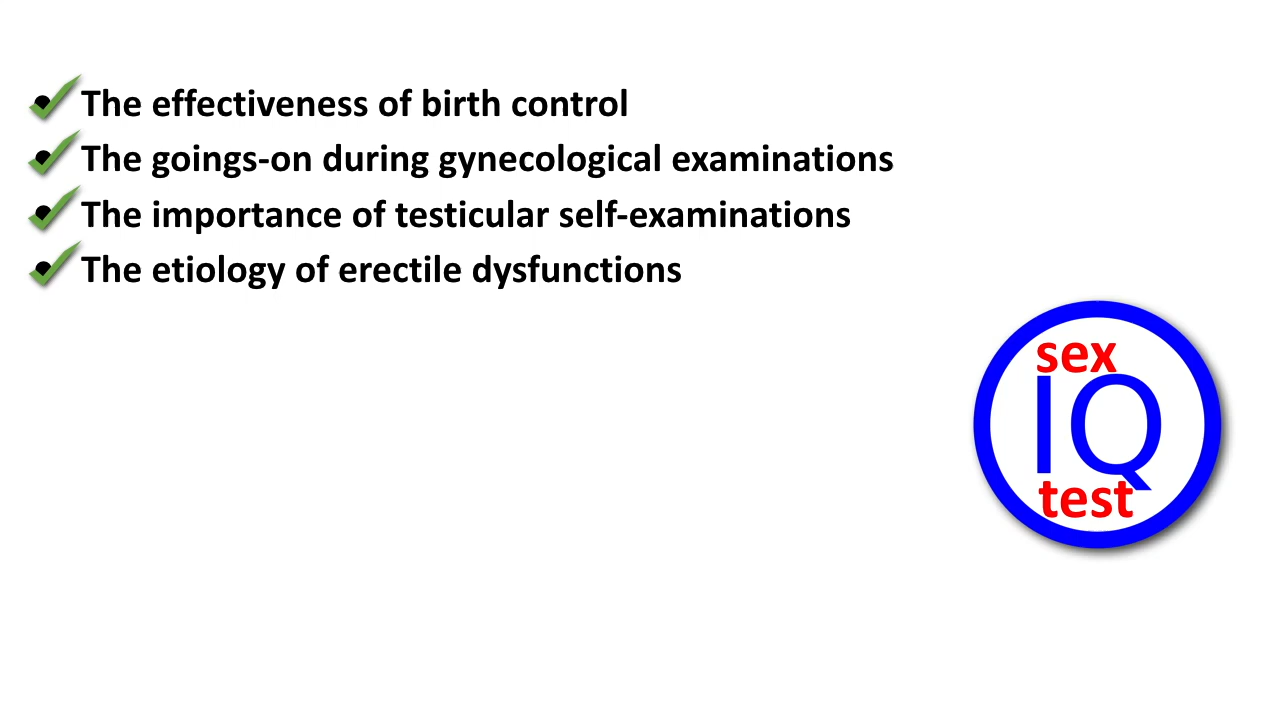 The effectiveness of birth control
The goings-on during gynecological examinations
The importance of testicular self-examinations
The etiology of erectile dysfunctions
sex
IQ
test